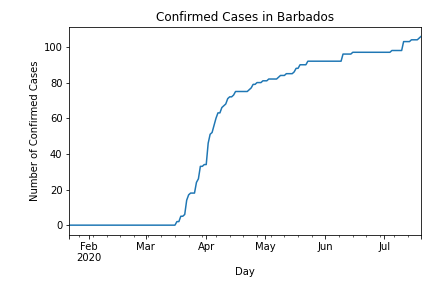 Confirmed Cases in Barbados
Number of Confirmed Cases
100
80
60
40
20
0
Feb Mar Apr May Jun Jul
2020
Day